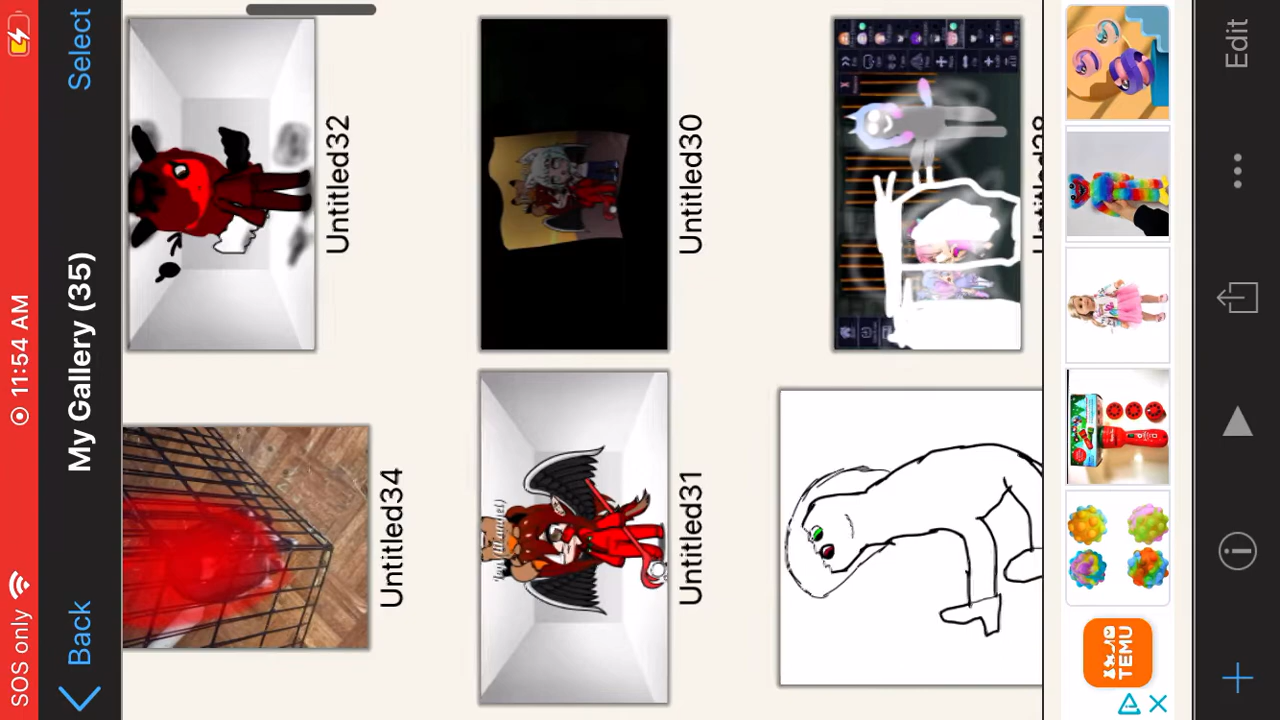 SOS only
11:54 AM
Back
My Gallery (35)
Select
Untitled34
Untitled32
Untitled31
Untitled30
TEMU
Edit